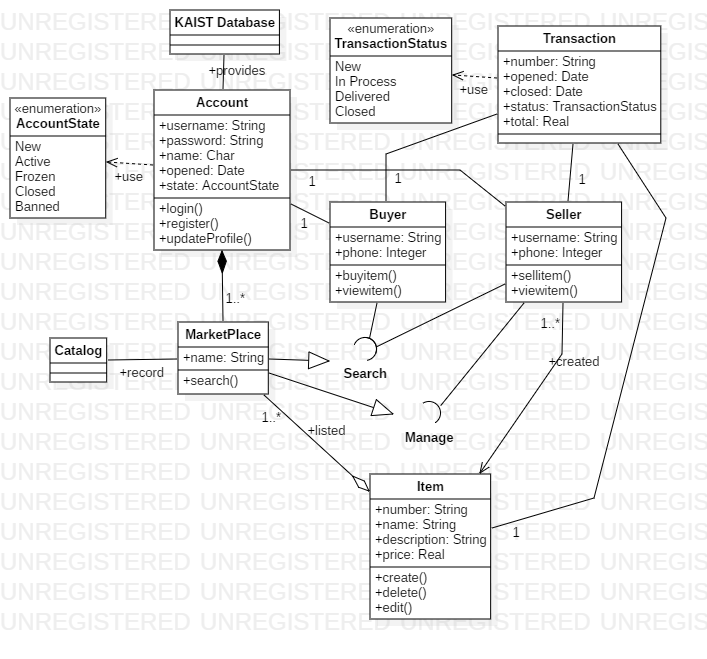 KAIST Database
+provides
«enumeration»
TransactionStatus
New
In Process
Delivered
Closed
+use
Transaction
+number: String
+opened: Date
+closed: Date
+status: TransactionStatus
+total: Real
«enumeration»
AccountState
New
Active
Frozen
Closed
Banned
+use
Account
+username: String
+password: String
+name: Char
+opened: Date
+state: AccountState
+login()
+register()
+updateProfile()
1
1
1
1
Buyer
+username: String
+phone: Integer
+buyitem()
+viewitem()
Seller
+username: String
+phone: Integer
+sellitem()
+viewitem()
1..*
1..*
+created
Catalog
+record
MarketPlace
+name: String
+search()
Search
Manage
1..*
+listed
Item
+number: String
+name: String
+description: String
+price: Real
+create()
+delete()
+edit()
1
UNREGISTERED